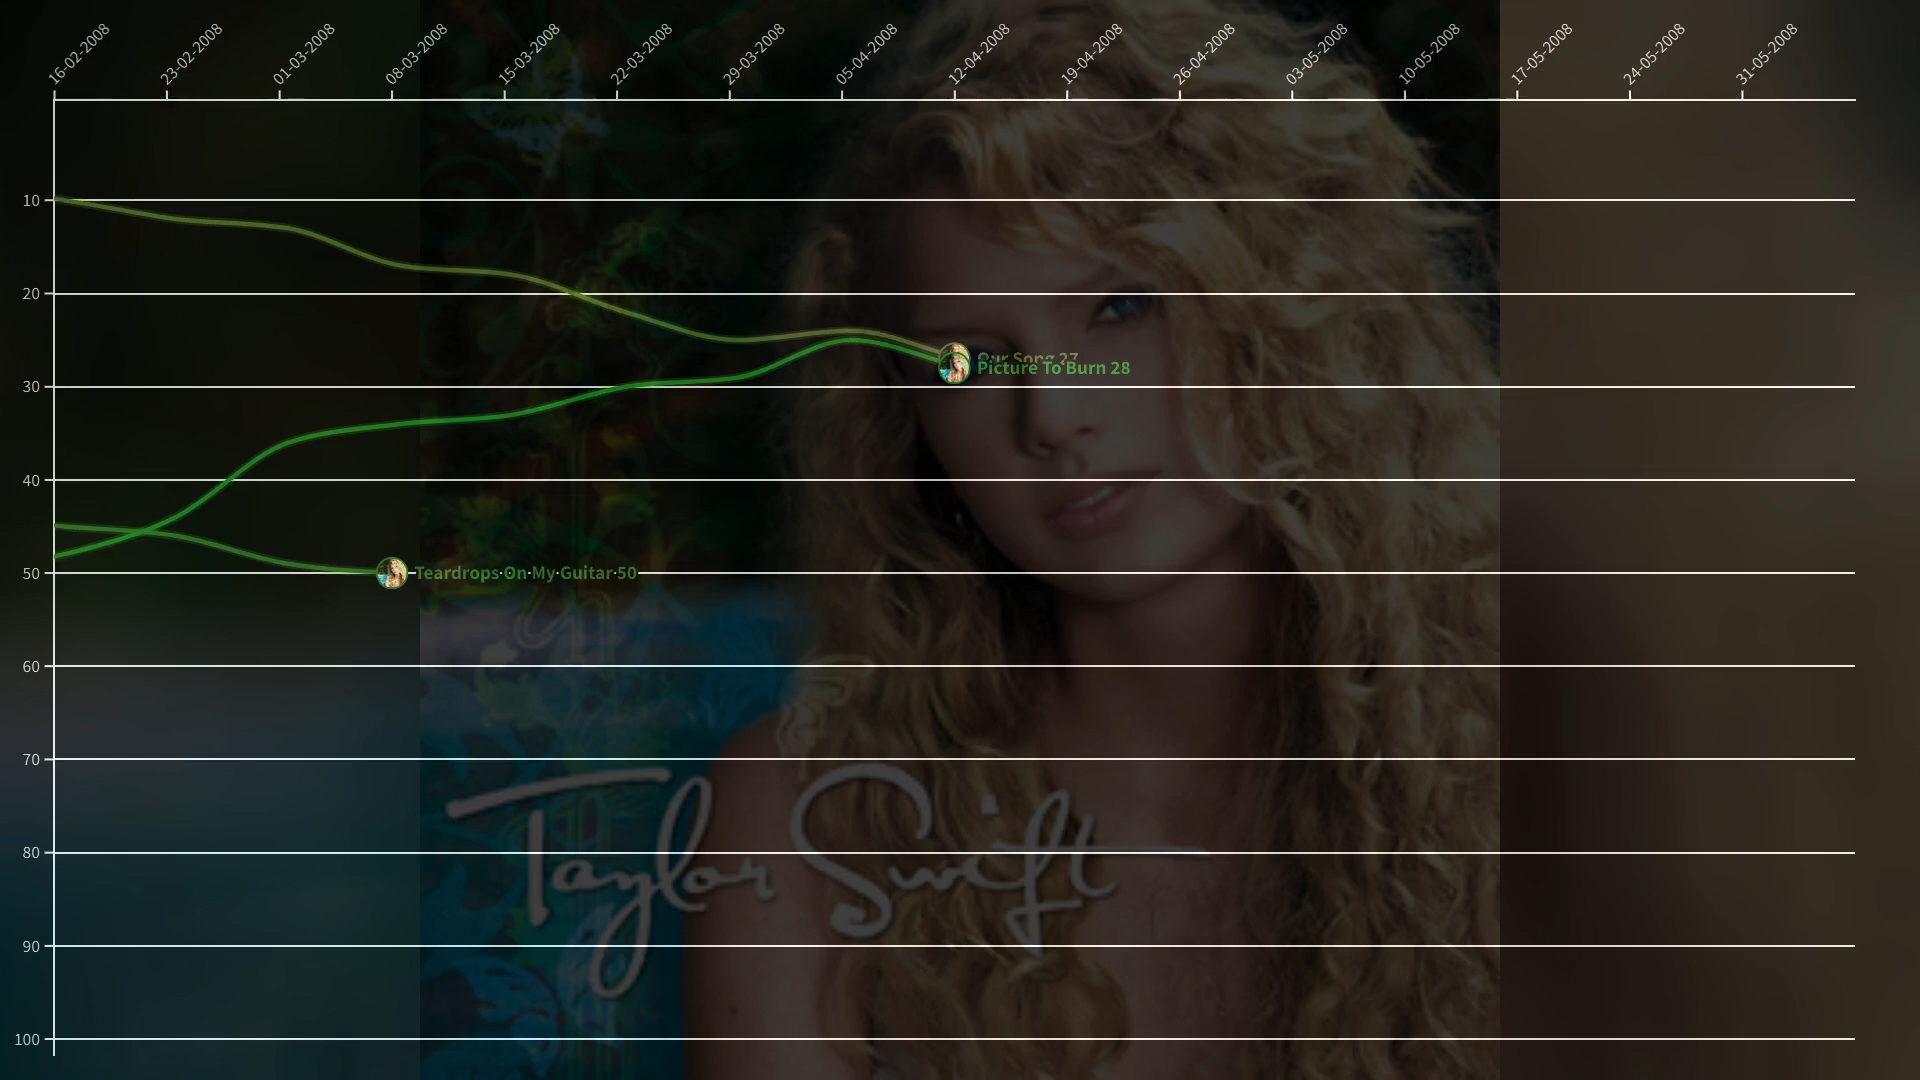 16-02-2008 23-02-2008 01-03-2008 08-03-2008 15-03-2008 22-03-2008 29-03-2008 05-04-2008 12-04-2008 19-04-2008 26-04-2008 03-05-2008 10-05-2008 17-05-2008 24-05-2008 31-05-2008
10
20
Our Song 27
Picture To Burn 28
30
40
50 Teardrops On My Guitar 50
60
70
Taylor Swift
80
90
100